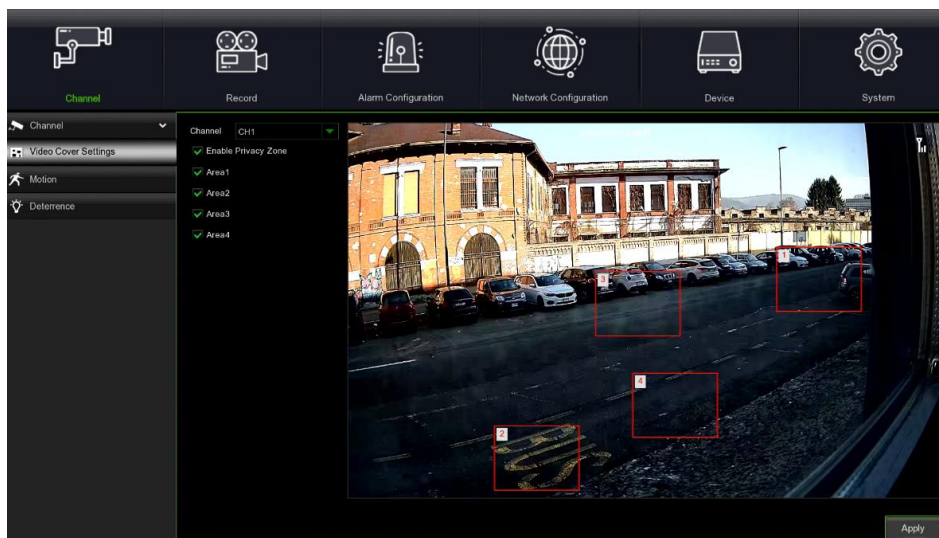 Channel
Record
Alarm Configuration
Network Configuration
Device
System
Channel
Video Cover Settings
Motion
Deterrence
Channel CH1
Enable Privacy Zone
Area1
Area2
Area3
Area4
1
3
4
2
BUS
Apply